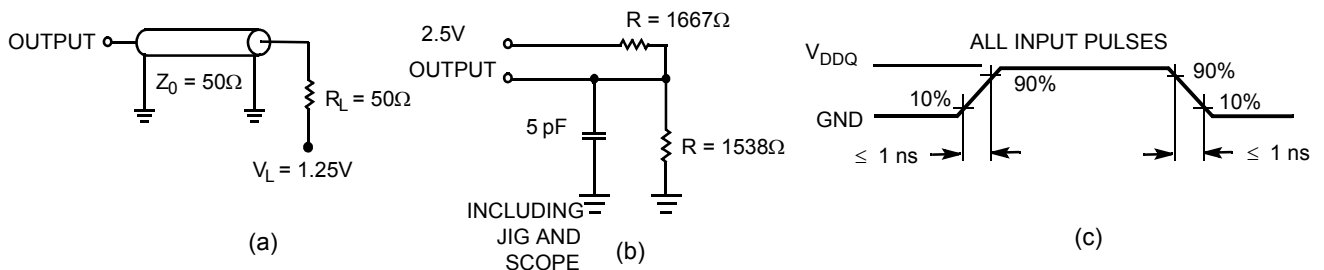 OUTPUT
Z0 = 50Ω
RL = 50Ω
VL = 1.25V
(a)
R = 1667Ω
2.5V
OUTPUT
5 pF
R = 1538Ω
INCLUDING
JIG AND
SCOPE
(b)
ALL INPUT PULSES
VDDQ
GND
10%
90%
90%
10%
≤ 1 ns
≤ 1 ns
(c)